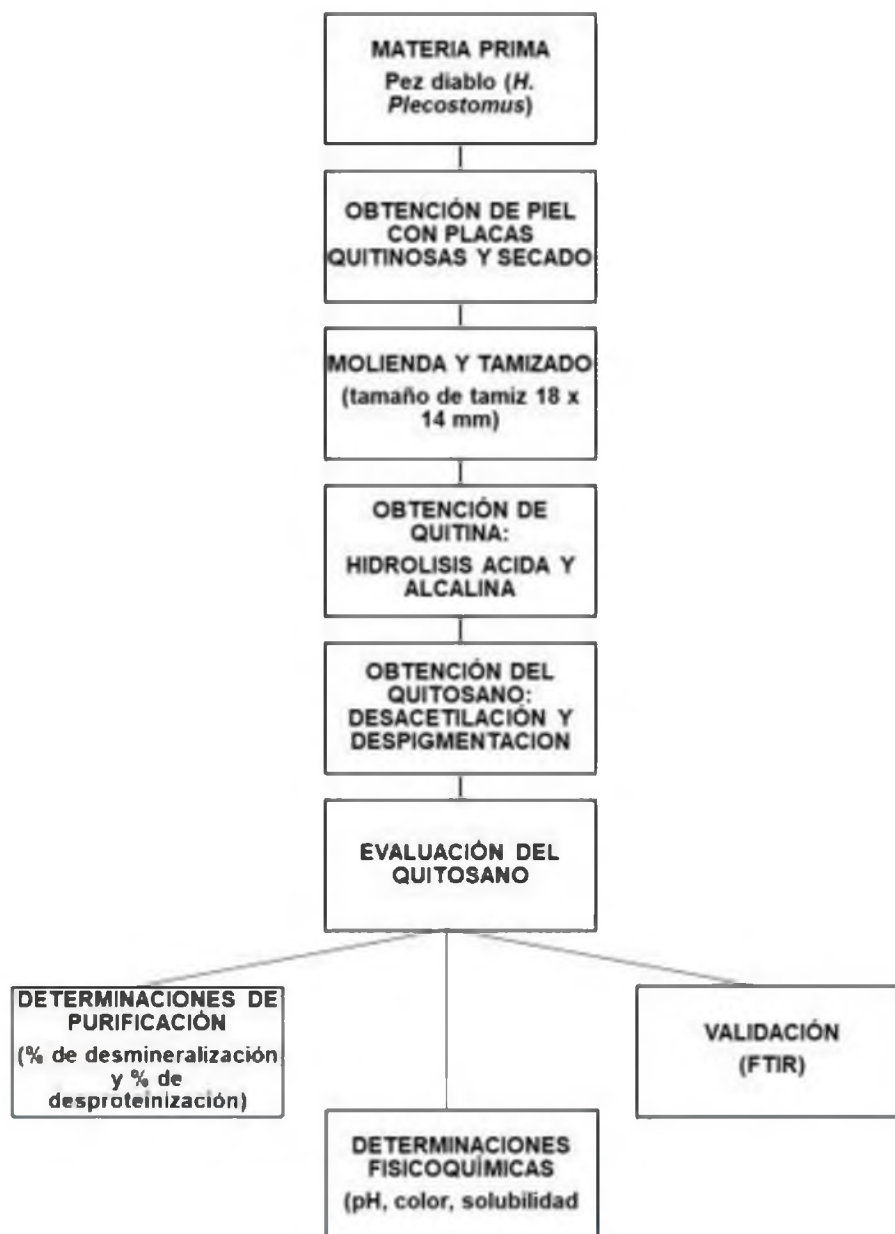 MATERIA PRIMA
Pez diablo (H.
Plecostomus)
OBTENCIÓN DE PIEL
CON PLACAS
QUITINOSAS Y SECADO
MOLIENDA Y TAMIZADO
(tamaño de tamiz 18 x
14 mm)
OBTENCIÓN DE
QUITINA:
HIDROLISIS ACIDA Y
ALCALINA
OBTENCIÓN DEL
QUITOSANO:
DESACETILACIÓN Y
DESPIGMENTACION
EVALUACIÓN DEL
QUITOSANO
DETERMINACIONES DE
PURIFICACIÓN
(% de desmineralización
y % de
desproteinización)
VALIDACIÓN
(FTIR)
DETERMINACIONES
FISICOQUÍMICAS
(pH, color, solubilidad